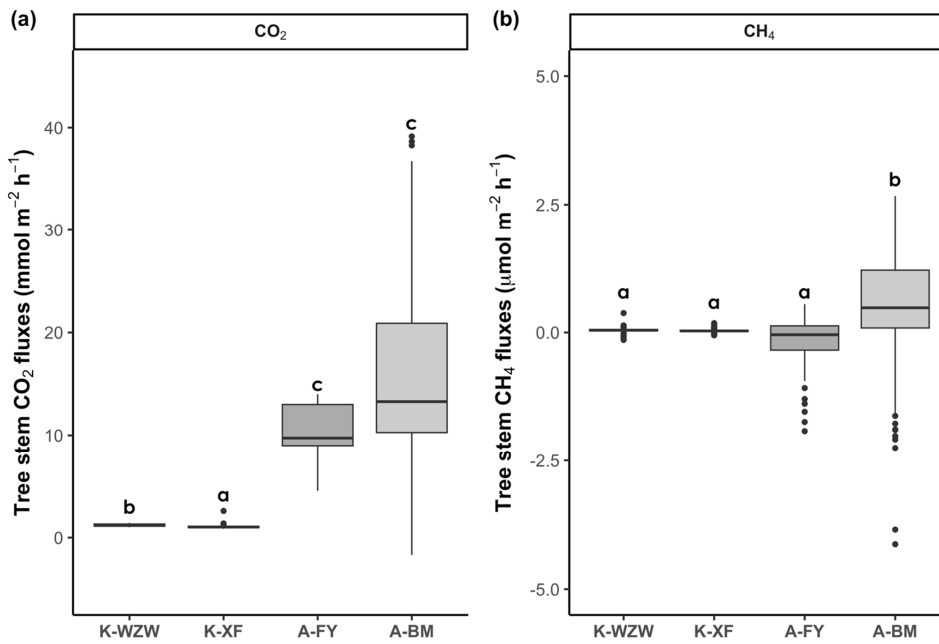 (a)
CO₂
Tree stem CO₂ fluxes (mmol m⁻² h⁻¹)
40
30
20
10
0
c
c
b
a
K-WZW K-XF A-FY A-BM
(b)
CH₄
Tree stem CH₄ fluxes (μmol m⁻² h⁻¹)
5.0
2.5
0.0
-2.5
-5.0
b
a a a
K-WZW K-XF A-FY A-BM